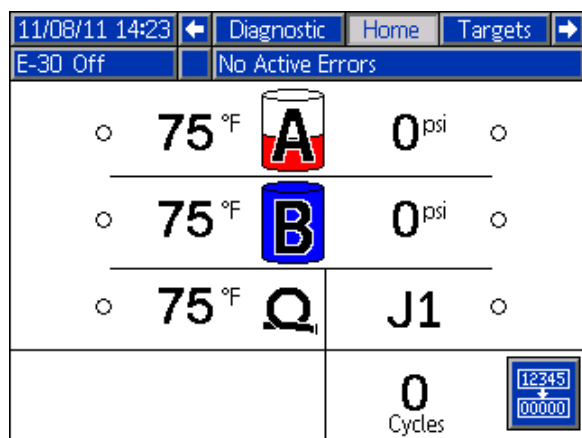 11/08/11 14:23 Diagnostic Home Targets
E-30 Off No Active Errors
75 °F A 0 psi
75 °F B 0 psi
75 °F J1
0 12345
Cycles 00000